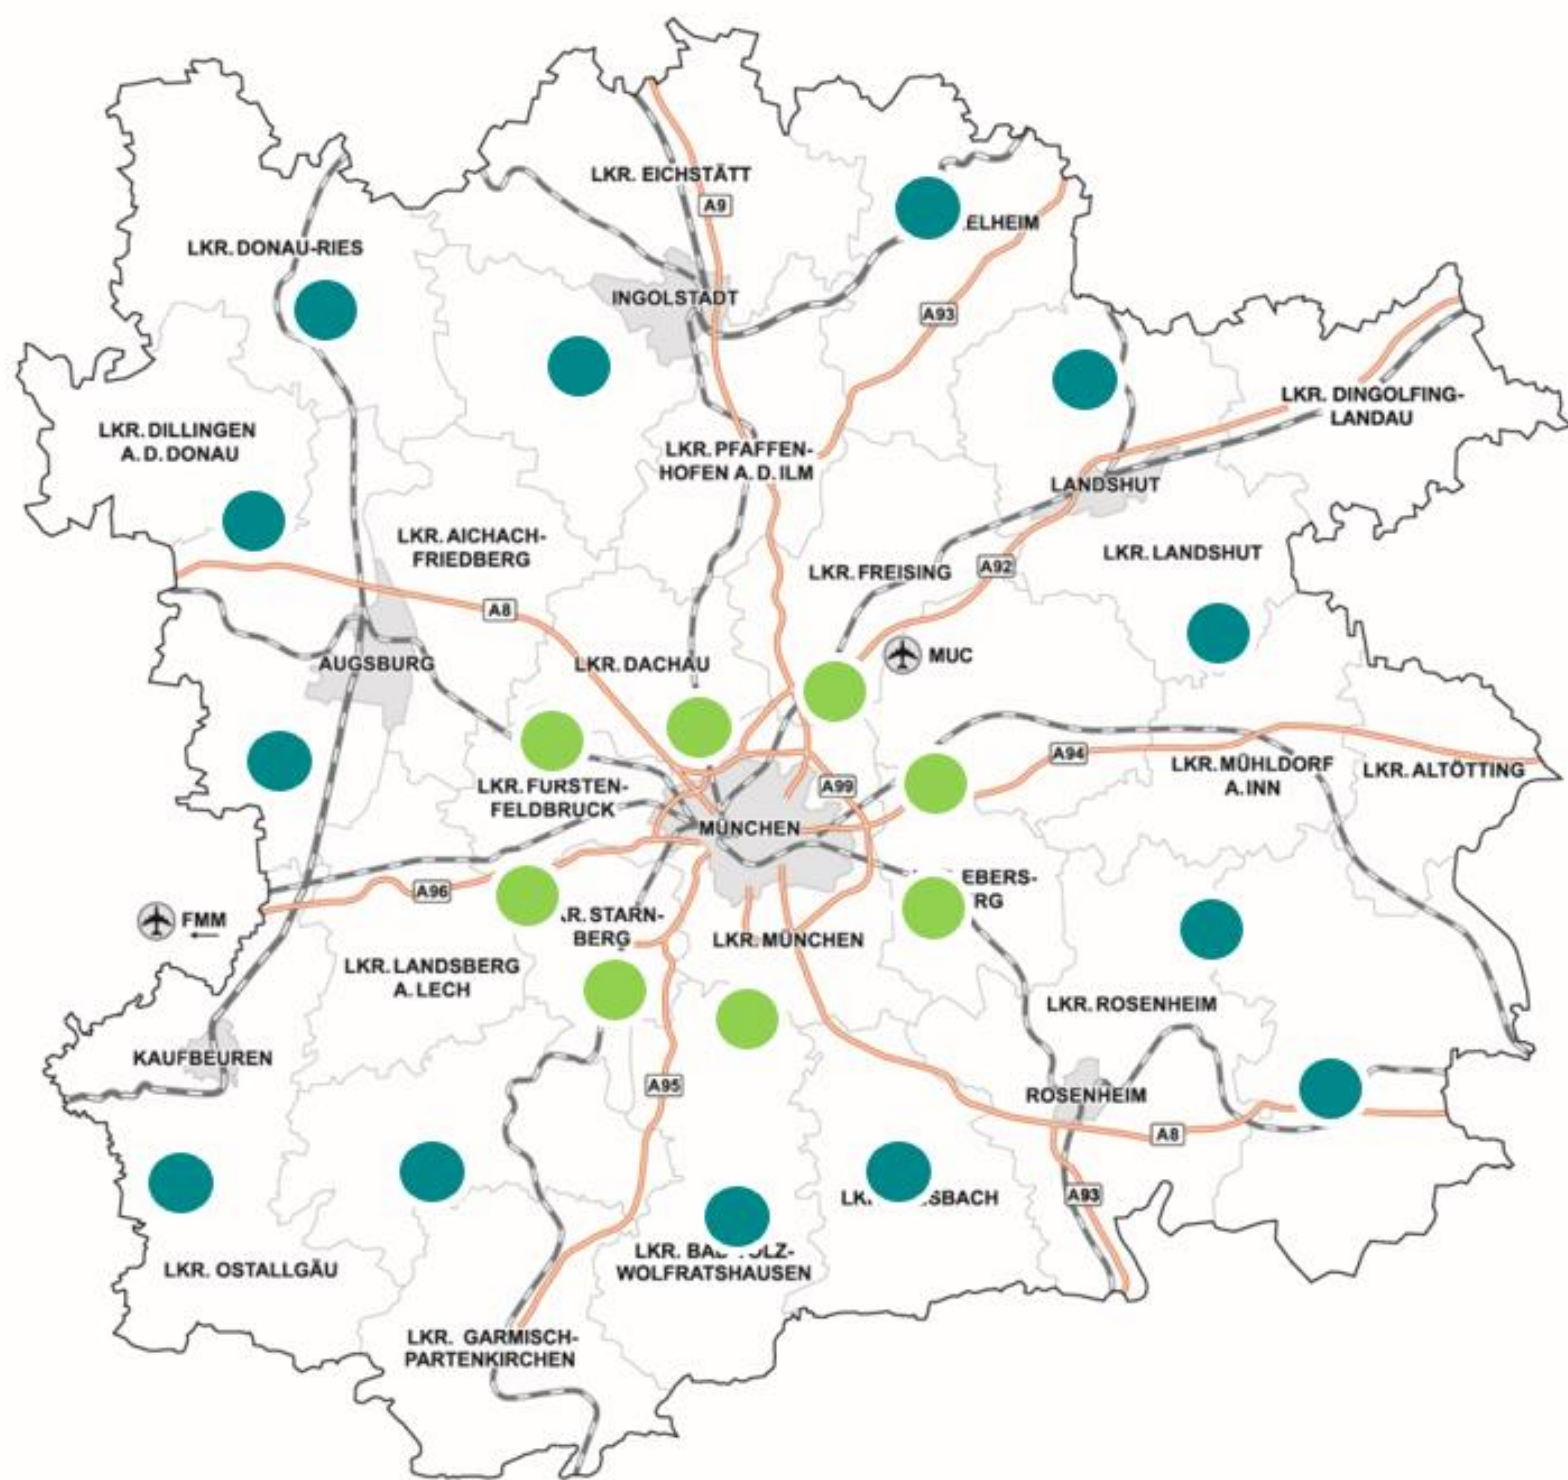 LKR. EICHSTÄTT
A9
ELHEIM
LKR. DONAU-RIES
INGOLSTADT
A93
LKR. DINGOLFING-
LANDAU
LKR. DILLINGEN
A. D. DONAU
LKR. PFAFFEN-
HOFEN A. D. ILM
LANDSHUT
LKR. AICHACH-
FRIEDBERG
LKR. LANDSHUT
LKR. FREISING
A92
A8
AUGSBURG
LKR. DACHAU
MUC
A94
LKR. MÜHLDORF
A. INN
LKR. ALTÖTTING
LKR. FURSTEN-
FELDBRUCK
A99
MÜNCHEN
A96
EBERS-
RG
FMM
R. STARN-
BERG
LKR. MÜNCHEN
LKR. LANDSBERG
A. LECH
LKR. ROSENHEIM
KAUFBEUREN
A95
ROSENHEIM
A8
A93
LK
SBACH
LKR. OSTALLGÄU
LKR. BAD TÖLZ-
WOLFRATSHAUSEN
LKR. GARMISCH-
PARTENKIRCHEN